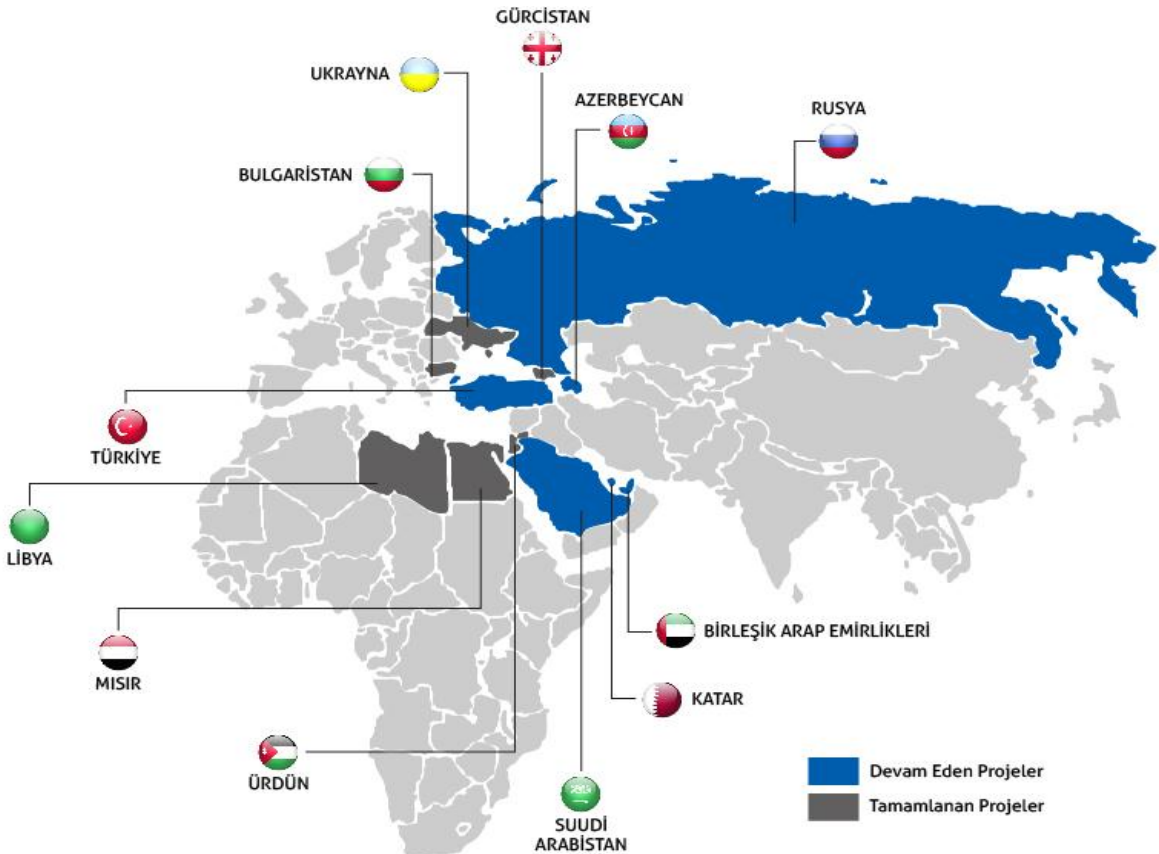 GÜRCİSTAN
UKRAYNA
AZERBEYCAN
RUSYA
BULGARİSTAN
TÜRKİYE
LİBYA
BİRLEŞİK ARAP EMİRLİKLERİ
MISIR
KATAR
ÜRDÜN
Devam Eden Projeler
Tamamlanan Projeler
SUUDİ
ARABİSTAN